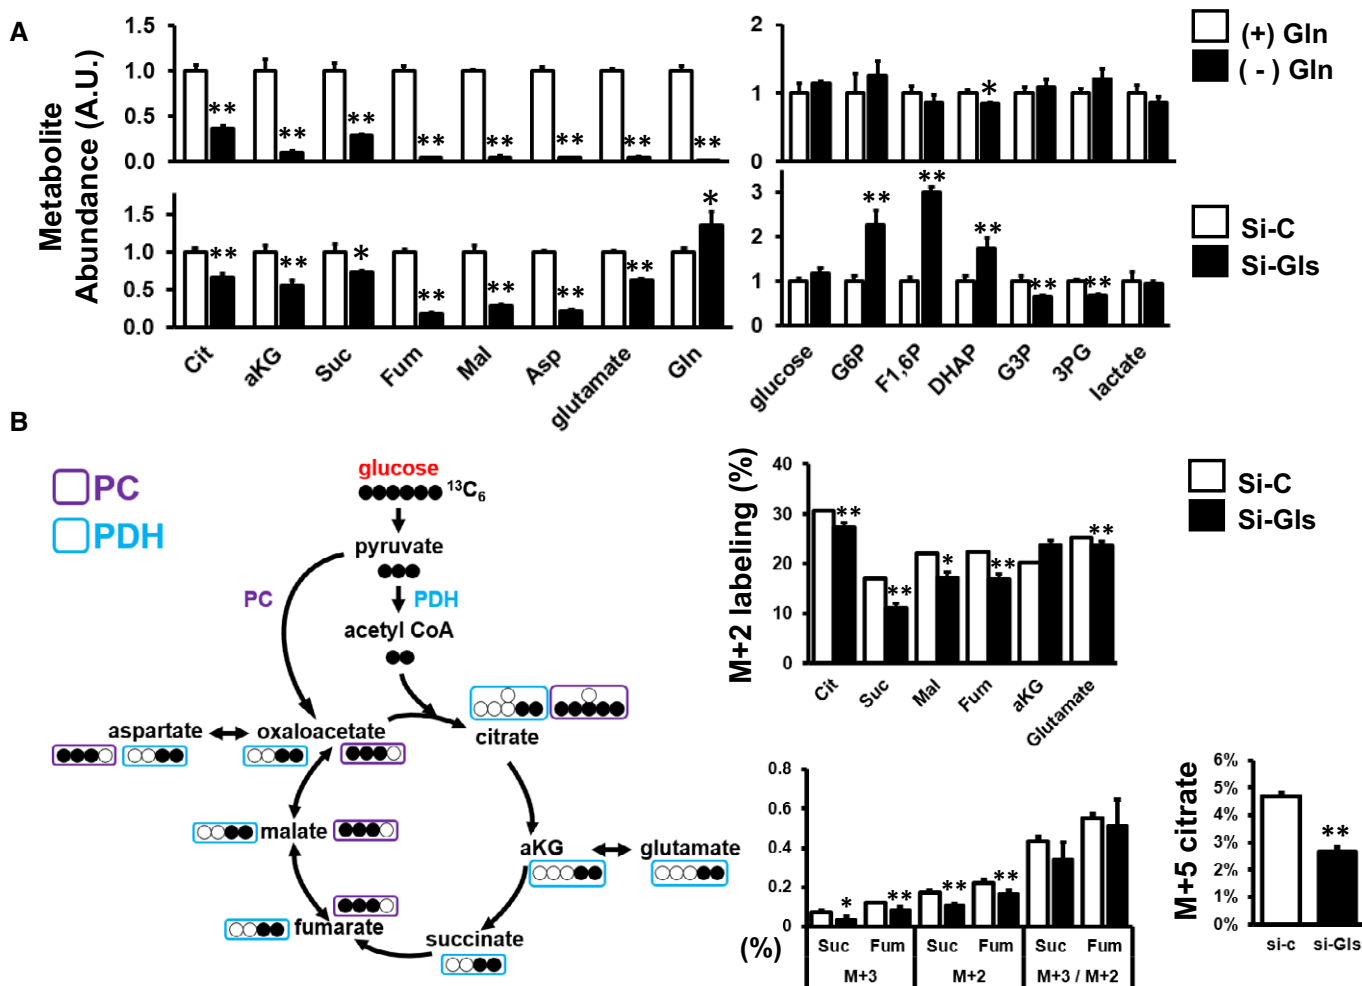 A
Metabolite
Abundance (A.U.)
1.5
1.0
0.5
0.0
** ** ** ** ** ** ** **
2
1
0
*
(+) Gln
( - ) Gln
1.5
1.0
0.5
0.0
** ** * ** ** ** ** *
Cit aKG Suc Fum Mal Asp glutamate Gln
3
2
1
0
** ** ** ** **
glucose G6P F1,6P DHAP G3P 3PG lactate
Si-C
Si-Gls
B
PC
PDH
glucose
¹³C₆
pyruvate
PC
PDH
acetyl CoA
aspartate
oxaloacetate
citrate
malate
aKG
glutamate
fumarate
succinate
M+2 labeling (%)
40
30
20
10
0
** ** * ** **
Cit Suc Mal Fum aKG Glutamate
Si-C
Si-Gls
0.8
0.6
0.4
0.2
0
* ** ** **
(%)
Suc Fum Suc Fum Suc Fum
M+3 M+2 M+3 / M+2
M+5 citrate
6%
5%
4%
3%
2%
1%
0%
**
si-c si-Gls